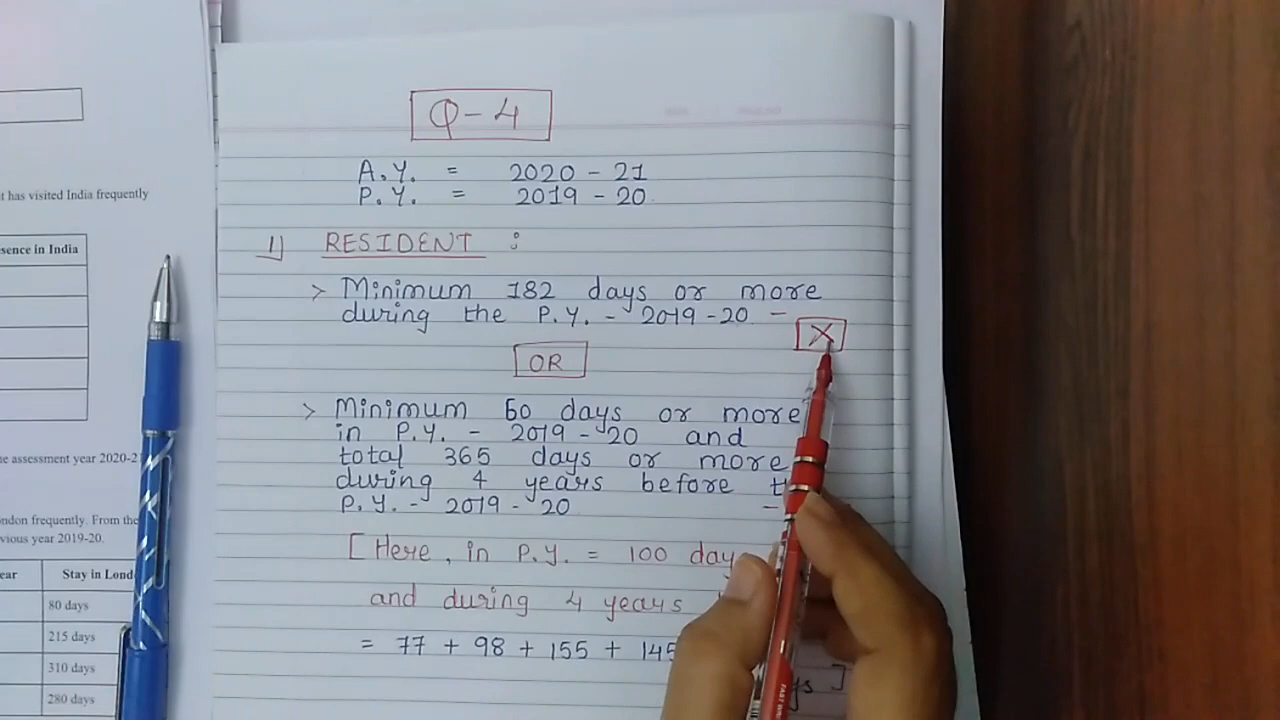 t has visited India frequently
sence in India
he assessment year 2020-2
ondon frequently. From the
vious year 2019-20.
ear Stay in Lond
80 days
215 days
310 days
280 days
Q - 4
A.Y. = 2020 - 21
P.Y. = 2019 - 20
1] RESIDENT :
> Minimum 182 days or more
during the P.Y. - 2019 - 20 -
X
OR
> Minimum 60 days or more
in P.Y. - 2019 - 20 and
total 365 days or more
during 4 years before t
P.Y. - 2019 - 20 -
[ Here, in P.Y. = 100 day
and during 4 years
= 77 + 98 + 155 + 145
ys ]